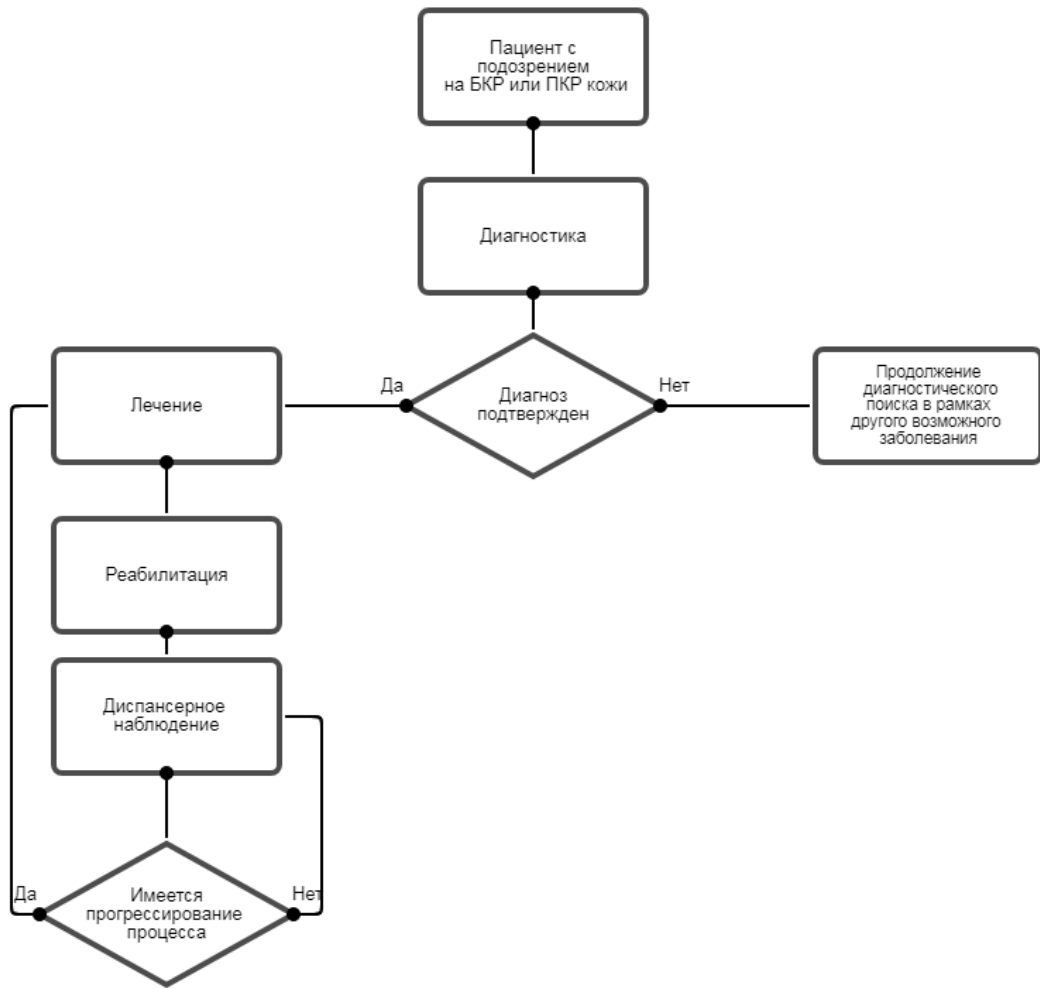 Пациент с
подозрением
на БКР или ПКР кожи
Диагностика
Да
Диагноз
подтвержден
Нет
Лечение
Продолжение
диагностического
поиска в рамках
другого возможного
заболевания
Реабилитация
Диспансерное
наблюдение
Да
Имеется
прогрессирование
процесса
Нет